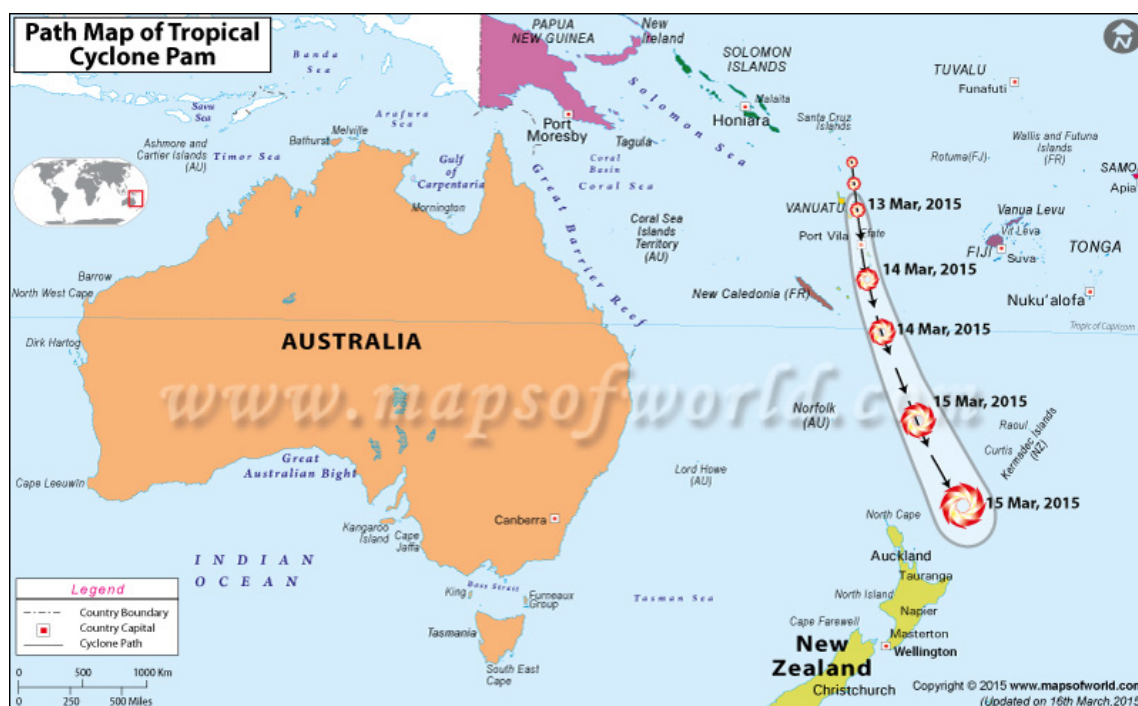 Path Map of Tropical
Cyclone Pam
N
Banda
Sea
PAPUA
NEW GUINEA
New
Ireland
SOLOMON
ISLANDS
TUVALU
Funafuti
Savu
Sea
Arafura
Sea
Melville
Bathurst
Port
Moresby
Solomon Sea
Malaita
Honiara
Santa Cruz
Islands
Ashmore and
Cartier Islands
(AU)
Timor Sea
Gulf
of
Carpentaria
Tagula
Coral
Basin
Coral Sea
Rotuma(FJ)
Wallis and Futuna
Islands
(FR)
SAMO
Apia
Mornington
Great Barrier Reef
Coral Sea
Islands
Territory
(AU)
VANUATU
13 Mar, 2015
Port Vila
Efate
Vanua Levu
Vit Leva
FIJI
Suva
TONGA
Barrow
North West Cape
14 Mar, 2015
New Caledonia (FR)
Nuku'alofa
Dirk Hartog
AUSTRALIA
14 Mar, 2015
Tropic of Capricorn
www.mapsofworld.com
Norfolk
(AU)
15 Mar, 2015
Raoul
Curtis
Kermadec Islands
(NZ)
Great
Australian Bight
Cape Leeuwin
Lord Howe
(AU)
15 Mar, 2015
Kangaroo
Island
Cape
Jaffa
Canberra
North Cape
Auckland
Tauranga
INDIAN
OCEAN
Bass Strait
King
Furneaux
Group
Tasman Sea
North Island
Napier
Cape Farewell
Masterton
Wellington
Tasmania
South East
Cape
New
Zealand
Christchurch
Legend
Country Boundary
Country Capital
Cyclone Path
0 500 1000 Km
0 250 500 Miles
Copyright © 2015 www.mapsofworld.com
(Updated on 16th March,2015